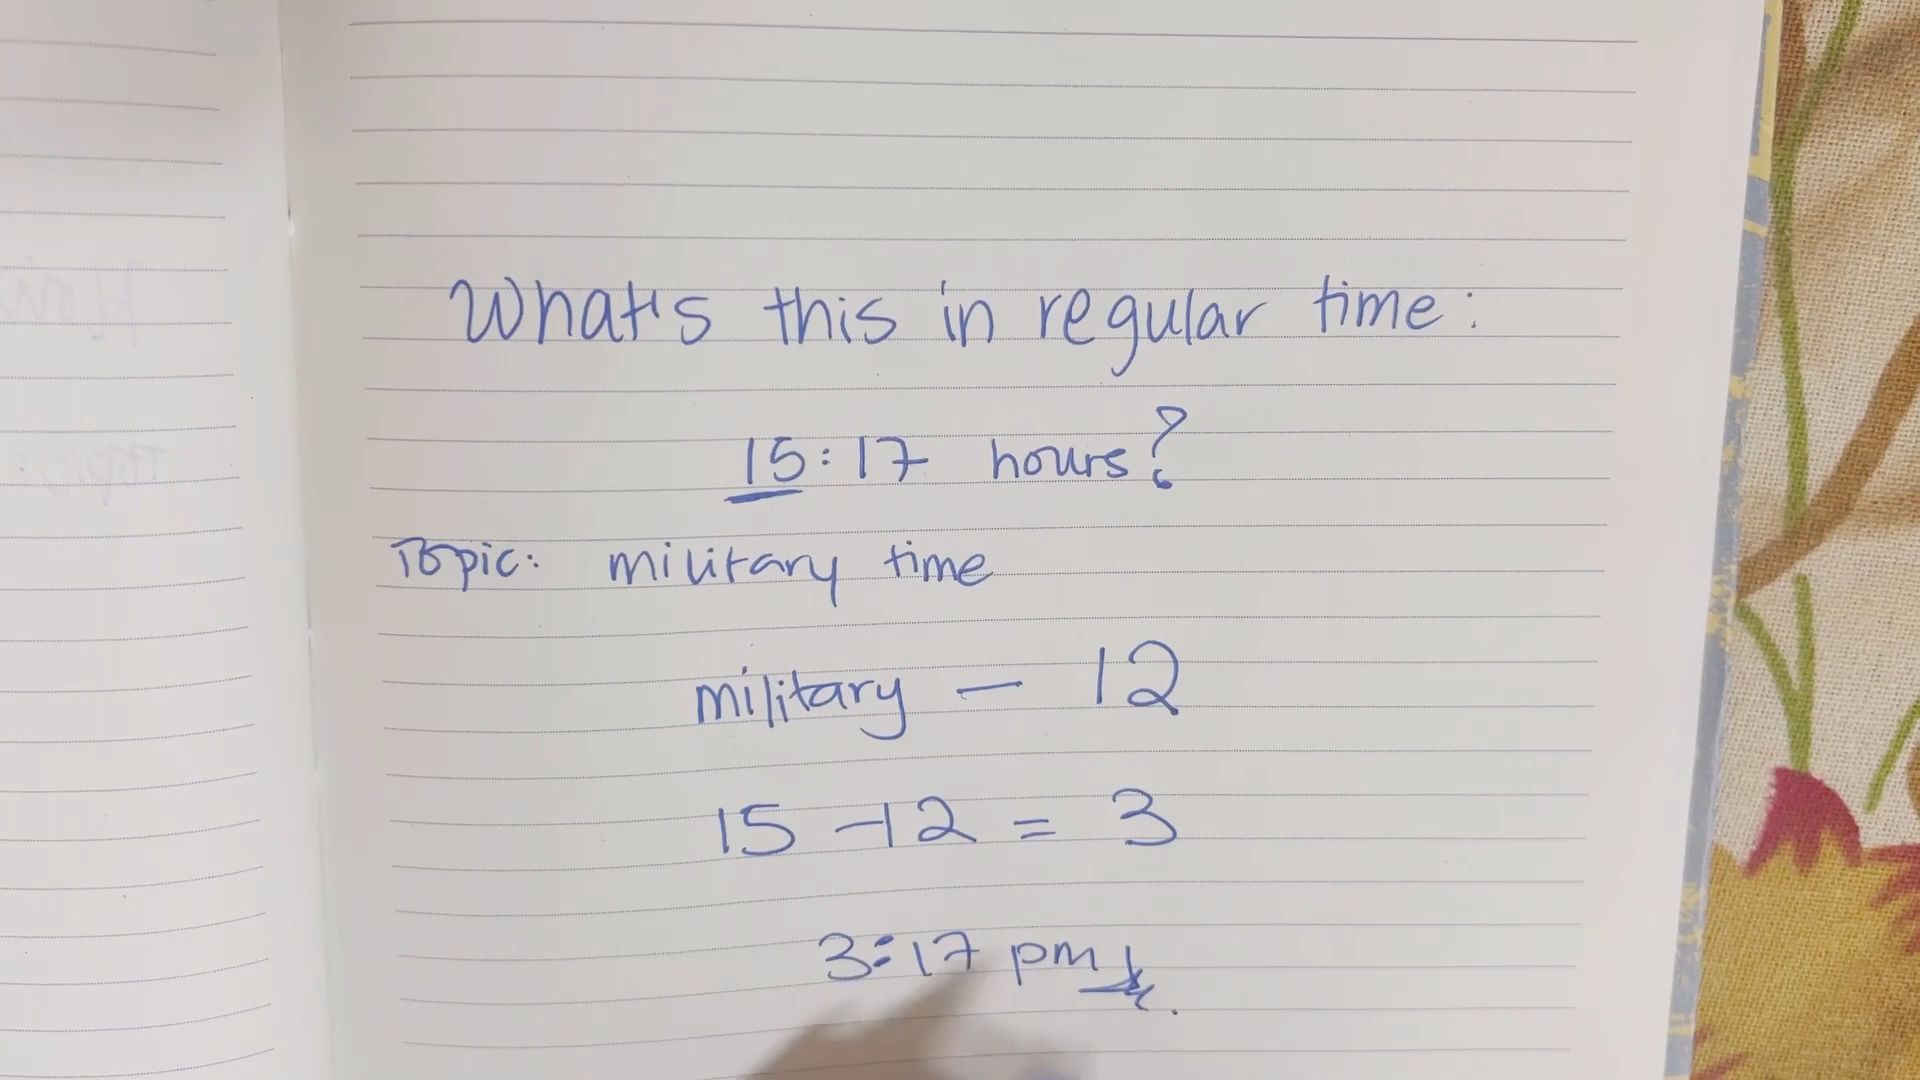 What's this in regular time:
15:17 hours?
Topic: military time
military - 12
15 - 12 = 3
3:17 pm